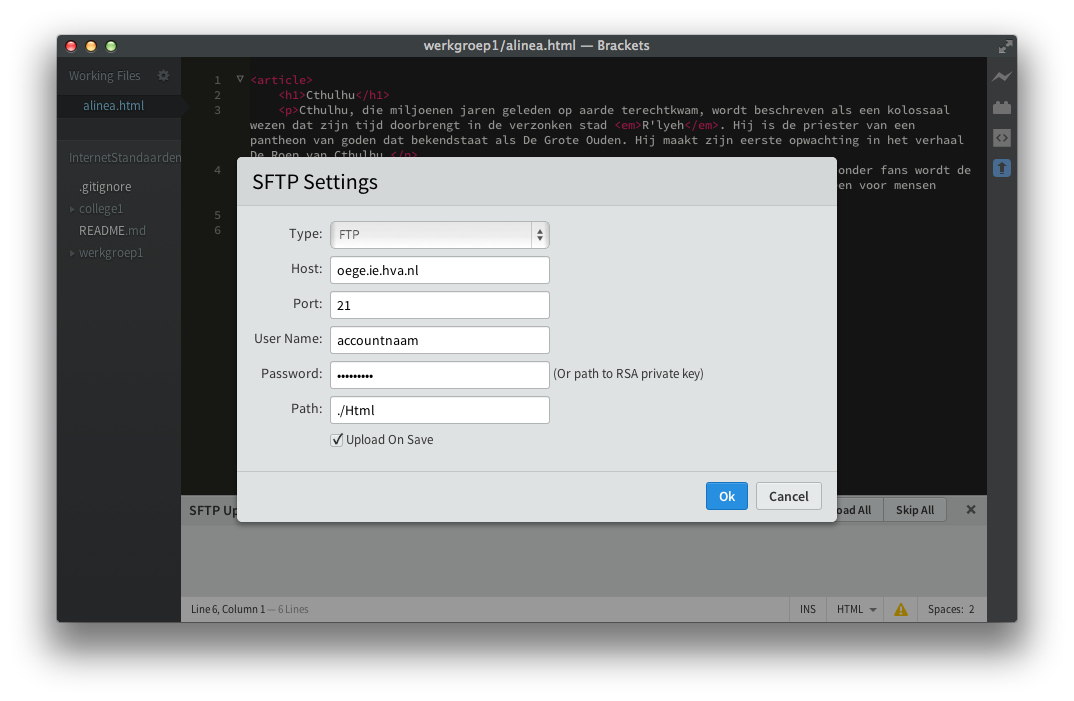 werkgroep1/alinea.html — Brackets
Working Files
alinea.html
InternetStandaarden
.gitignore
college1
README.md
werkgroep1
1 <article>
2 <h1>Cthulhu</h1>
3 <p>Cthulhu, die miljoenen jaren geleden op aarde terechtkwam, wordt beschreven als een kolossaal
wezen dat zijn tijd doorbrengt in de verzonken stad <em>R'lyeh</em>. Hij is de priester van een
pantheon van goden dat bekendstaat als De Grote Ouden. Hij maakt zijn eerste opwachting in het verhaal
De Roep van Cthulhu.</p>
4 onder fans wordt de
en voor mensen
5
6
SFTP Settings
Type: FTP
Host: oege.ie.hva.nl
Port: 21
User Name: accountnaam
Password: ••••••••• (Or path to RSA private key)
Path: ./Html
Upload On Save
Ok Cancel
SFTP Up oad All Skip All
Line 6, Column 1 — 6 Lines INS HTML Spaces: 2